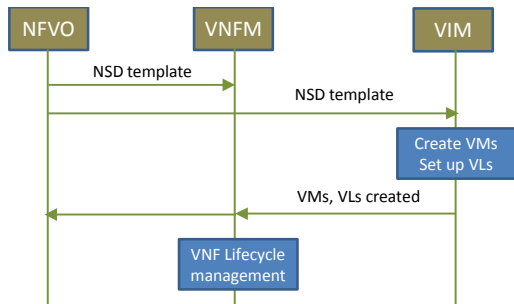 NFVO
VNFM
VIM
NSD template
NSD template
Create VMs
Set up VLs
VMs, VLs created
VNF Lifecycle
management